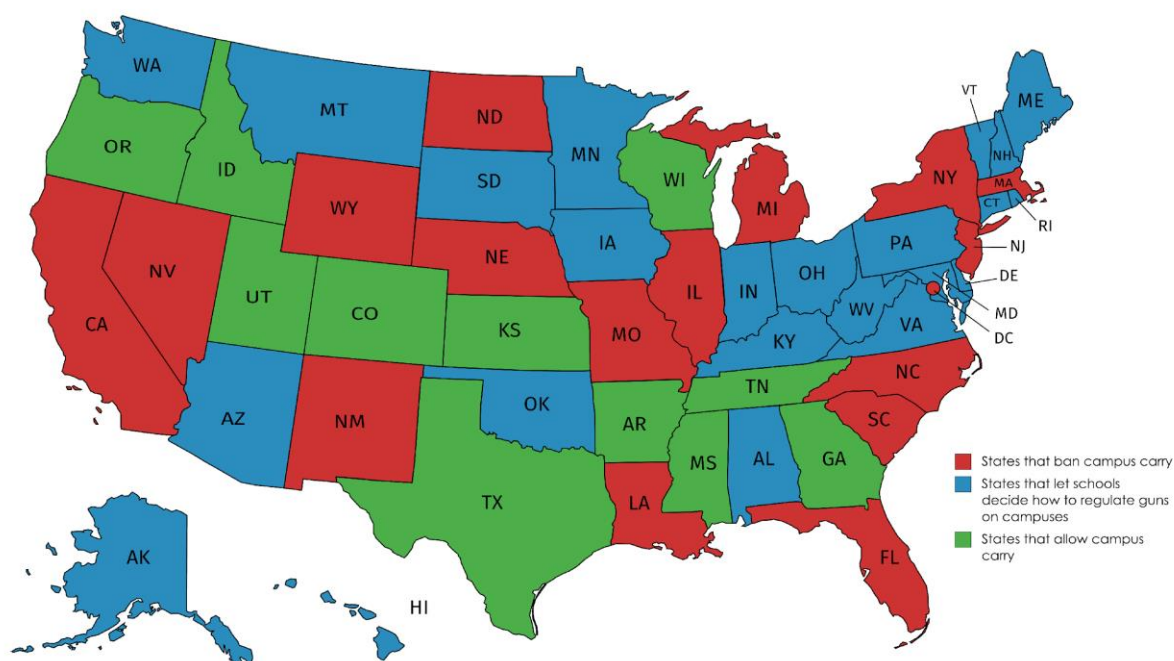 WA
MT
ND
MN
ME
VT
NH
OR
ID
SD
WI
NY
MA
CT
RI
WY
MI
IA
PA
NJ
NE
NV
UT
CO
IL
IN
OH
DE
CA
KS
MO
WV
VA
MD
DC
KY
NC
TN
OK
AZ
NM
AR
SC
MS
AL
GA
TX
LA
FL
AK
HI
States that ban campus carry
States that let schools
decide how to regulate guns
on campuses
States that allow campus
carry